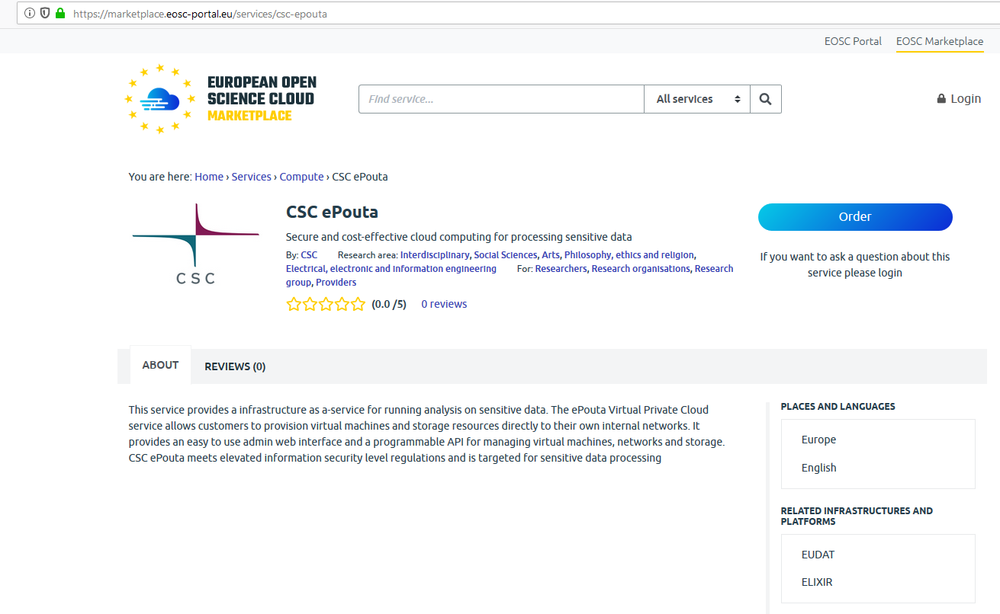 https://marketplace.eosc-portal.eu/services/csc-epouta
EOSC Portal EOSC Marketplace
EUROPEAN OPEN
SCIENCE CLOUD
MARKETPLACE
Find service...
All services
Login
You are here: Home › Services › Compute › CSC ePouta
CSC
CSC ePouta
Secure and cost-effective cloud computing for processing sensitive data
By: CSC Research area: Interdisciplinary, Social Sciences, Arts, Philosophy, ethics and religion,
Electrical, electronic and information engineering For: Researchers, Research organisations, Research
group, Providers
(0.0 /5) 0 reviews
Order
If you want to ask a question about this
service please login
ABOUT
REVIEWS (0)
This service provides a infrastructure as a-service for running analysis on sensitive data. The ePouta Virtual Private Cloud
service allows customers to provision virtual machines and storage resources directly to their own internal networks. It
provides an easy to use admin web interface and a programmable API for managing virtual machines, networks and storage.
CSC ePouta meets elevated information security level regulations and is targeted for sensitive data processing
PLACES AND LANGUAGES
Europe
English
RELATED INFRASTRUCTURES AND
PLATFORMS
EUDAT
ELIXIR